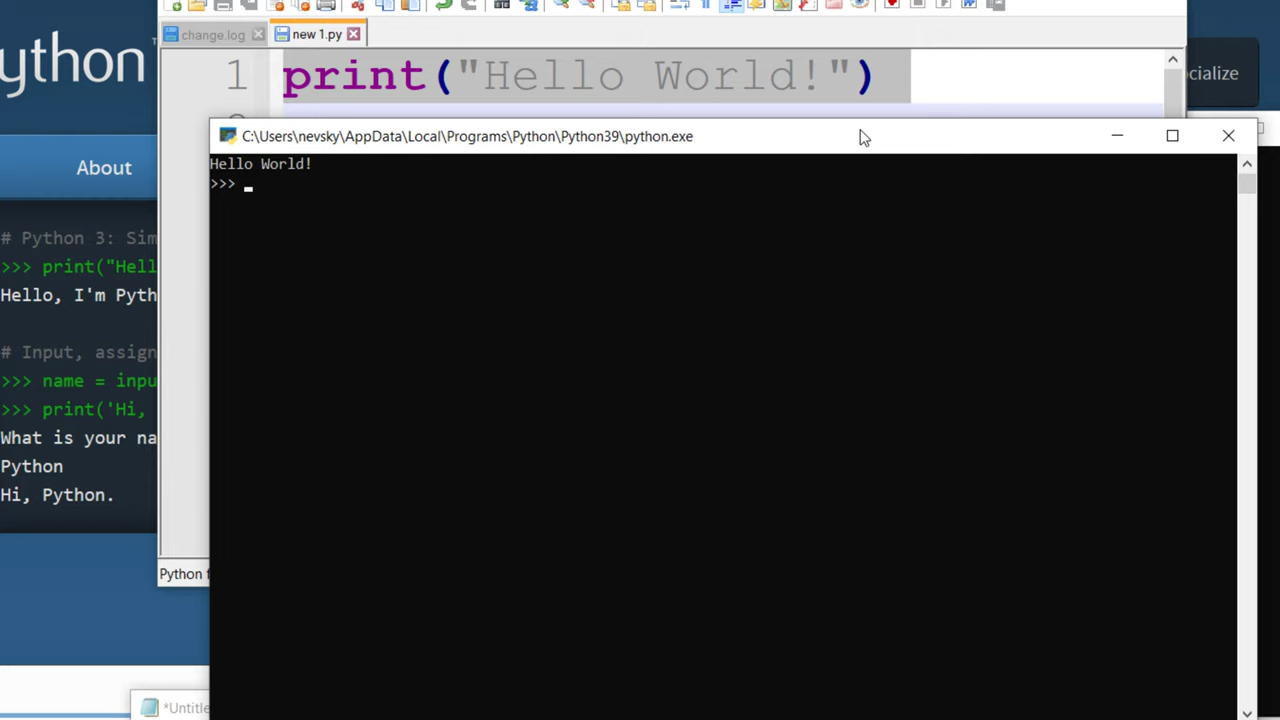 ython
ocialize
About
# Python 3: Sim
>>> print("Hell
Hello, I'm Pyth
# Input, assign
>>> name = inpu
>>> print('Hi,
What is your na
Python
Hi, Python.
change.log
new 1.py
1 print("Hello World!")
Python f
C:\Users\nevsky\AppData\Local\Programs\Python\Python39\python.exe
Hello World!
>>>
*Untitle